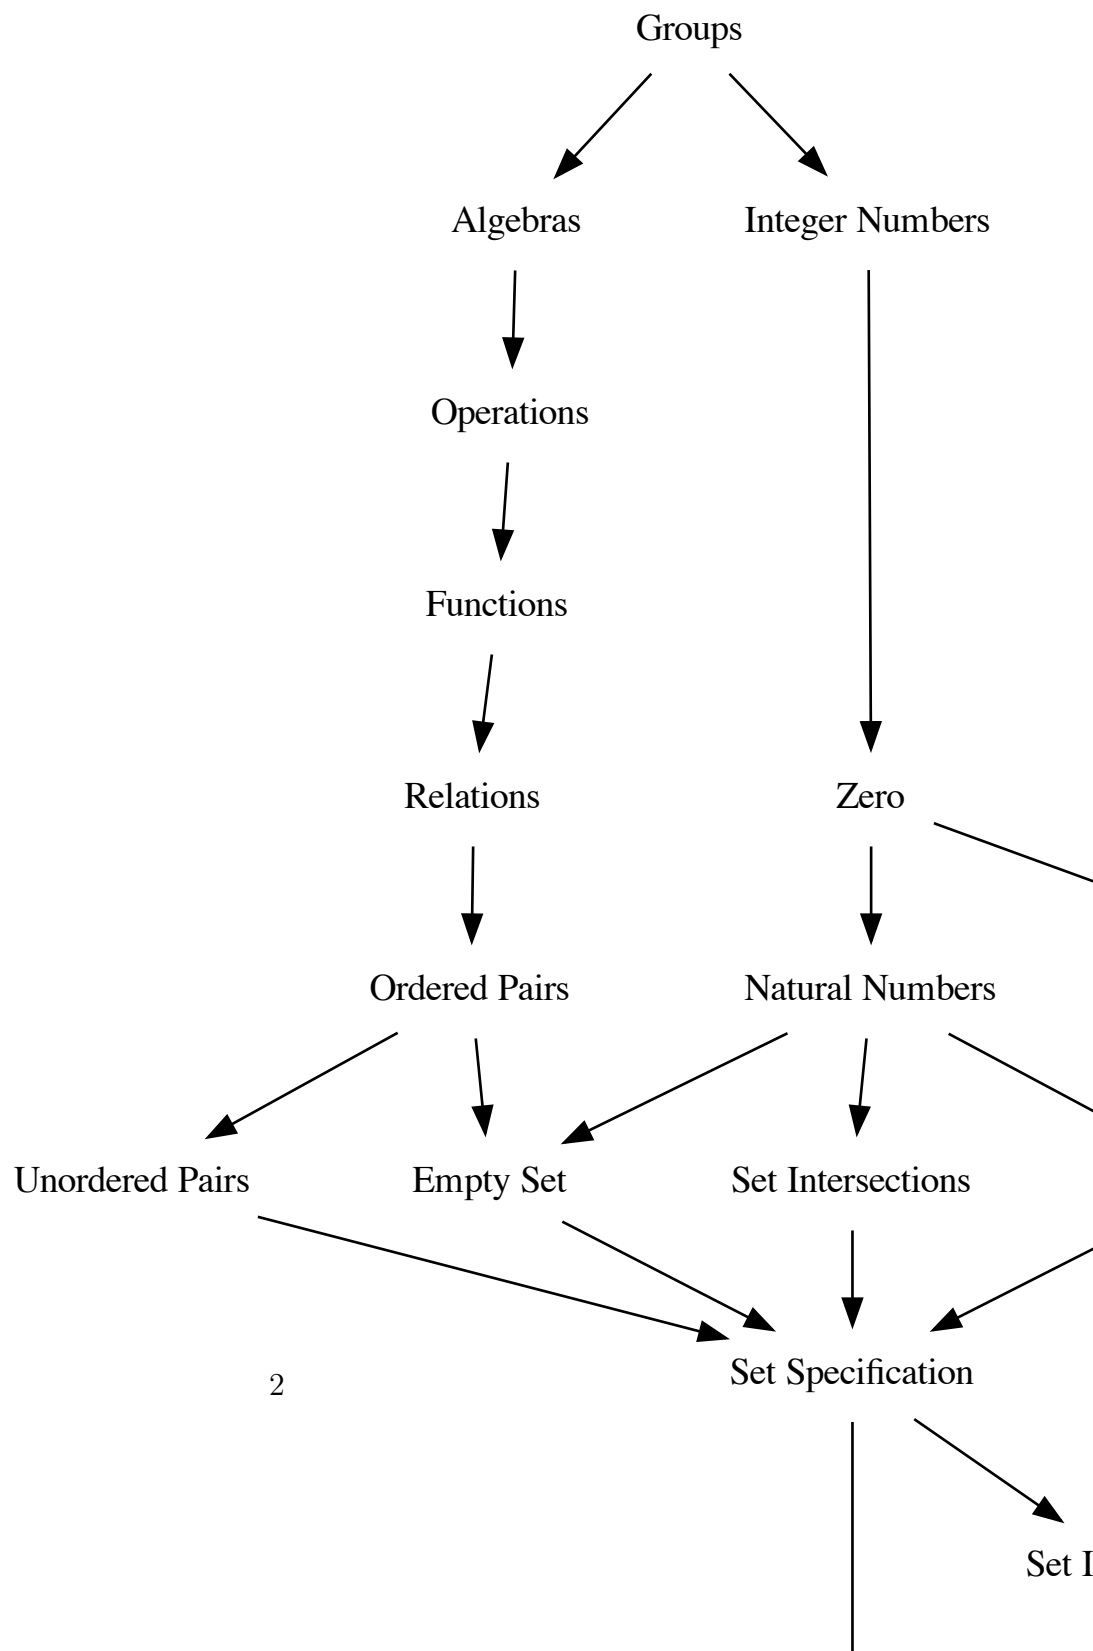 Groups
Algebras
Integer Numbers
Operations
Functions
Relations
Zero
Ordered Pairs
Natural Numbers
Unordered Pairs
Empty Set
Set Intersections
Set Specification
2
Set